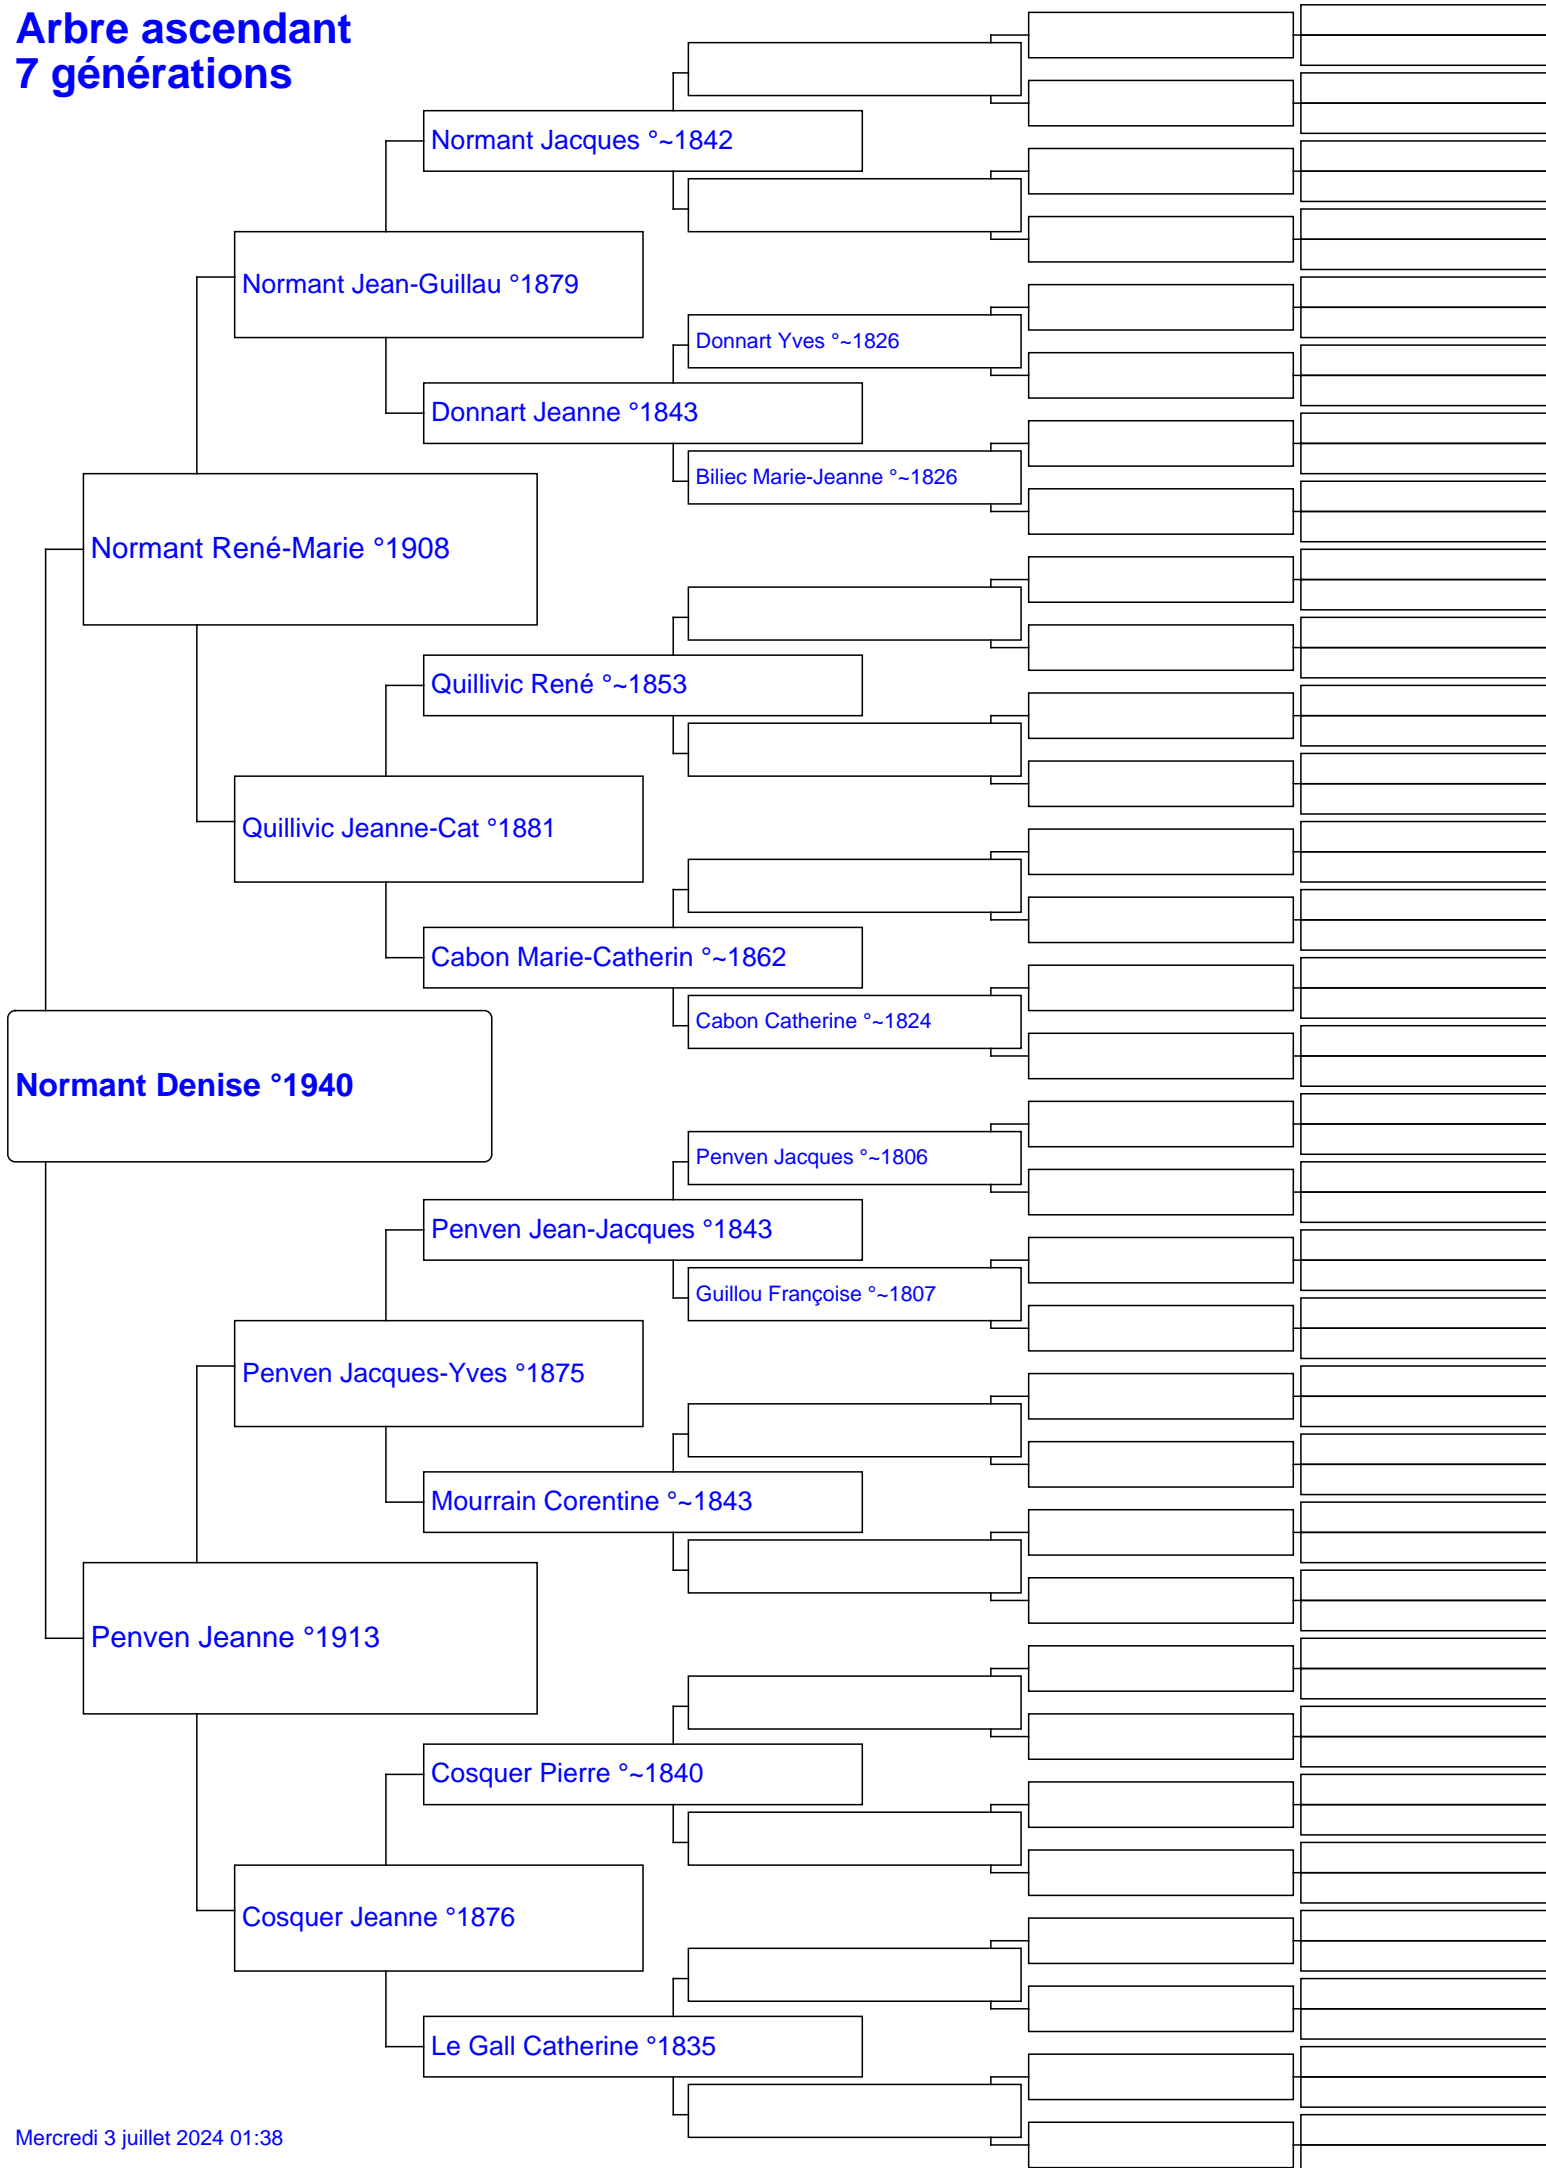 Arbre ascendant
7 générations
Normant Jacques °~1842
Normant Jean-Guillau °1879
Donnart Yves °~1826
Donnart Jeanne °1843
Biliec Marie-Jeanne °~1826
Normant René-Marie °1908
Quillivic René °~1853
Quillivic Jeanne-Cat °1881
Cabon Marie-Catherin °~1862
Cabon Catherine °~1824
Normant Denise °1940
Penven Jacques °~1806
Penven Jean-Jacques °1843
Guillou Françoise °~1807
Penven Jacques-Yves °1875
Mourrain Corentine °~1843
Penven Jeanne °1913
Cosquer Pierre °~1840
Cosquer Jeanne °1876
Le Gall Catherine °1835
Mercredi 3 juillet 2024 01:38